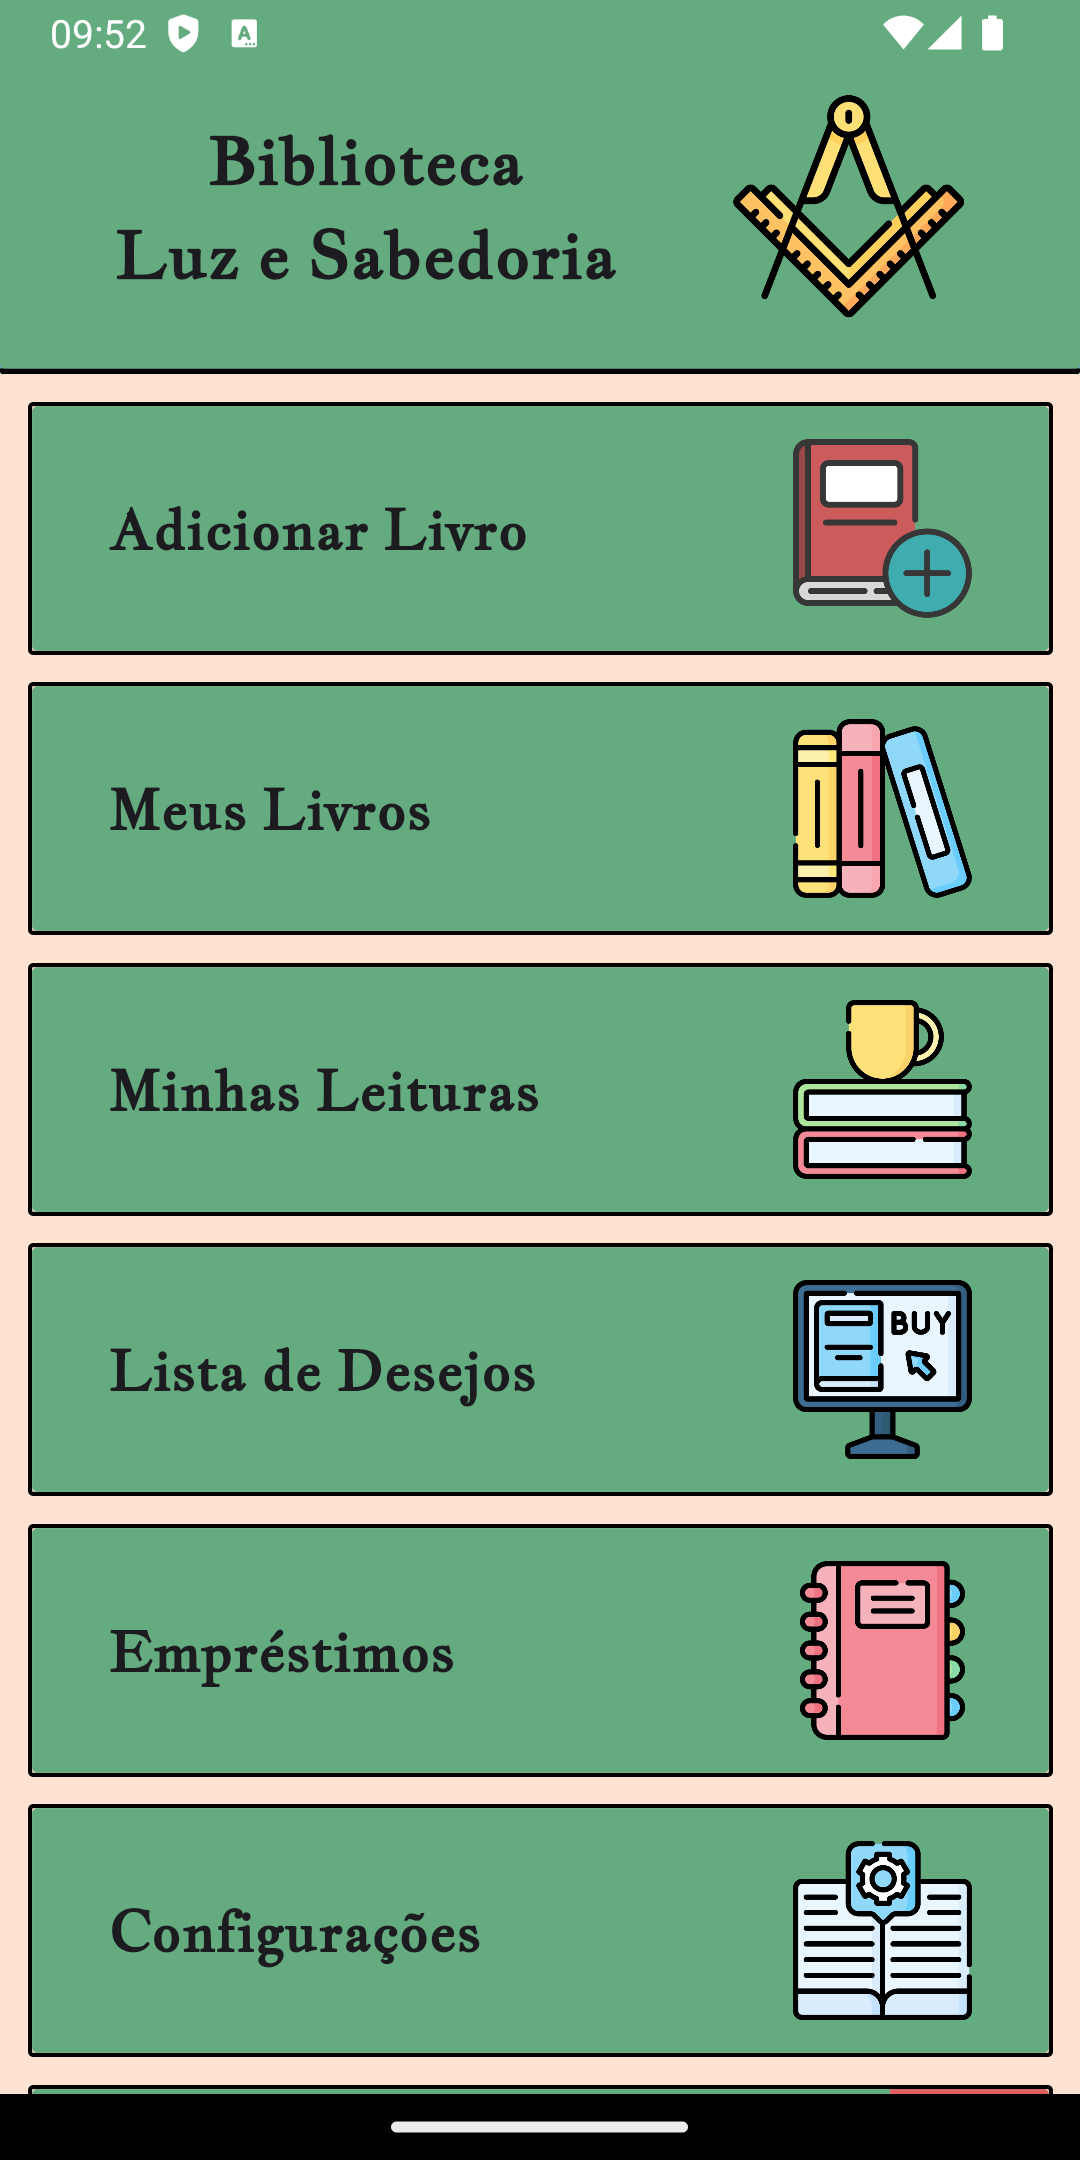 09:52
Biblioteca
Luz e Sabedoria
Adicionar Livro
Meus Livros
Minhas Leituras
Lista de Desejos
BUY
Empréstimos
Configurações